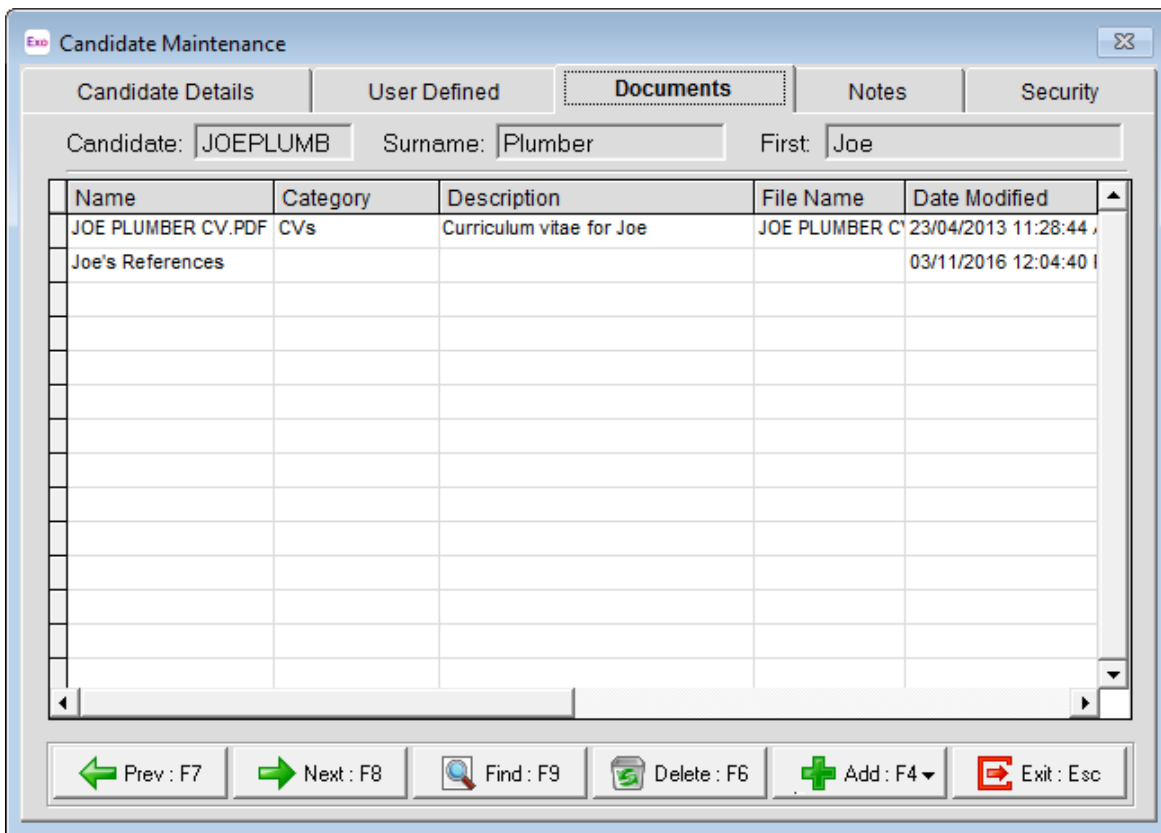 Exo Candidate Maintenance
Candidate Details User Defined Documents Notes Security
Candidate: JOEPLUMB Surname: Plumber First: Joe
Name Category Description File Name Date Modified
JOE PLUMBER CV.PDF CVs Curriculum vitae for Joe JOE PLUMBER 23/04/2013 11:28:44
Joe's References 03/11/2016 12:04:40
Prev : F7 Next : F8 Find : F9 Delete : F6 Add : F4 Exit : Esc